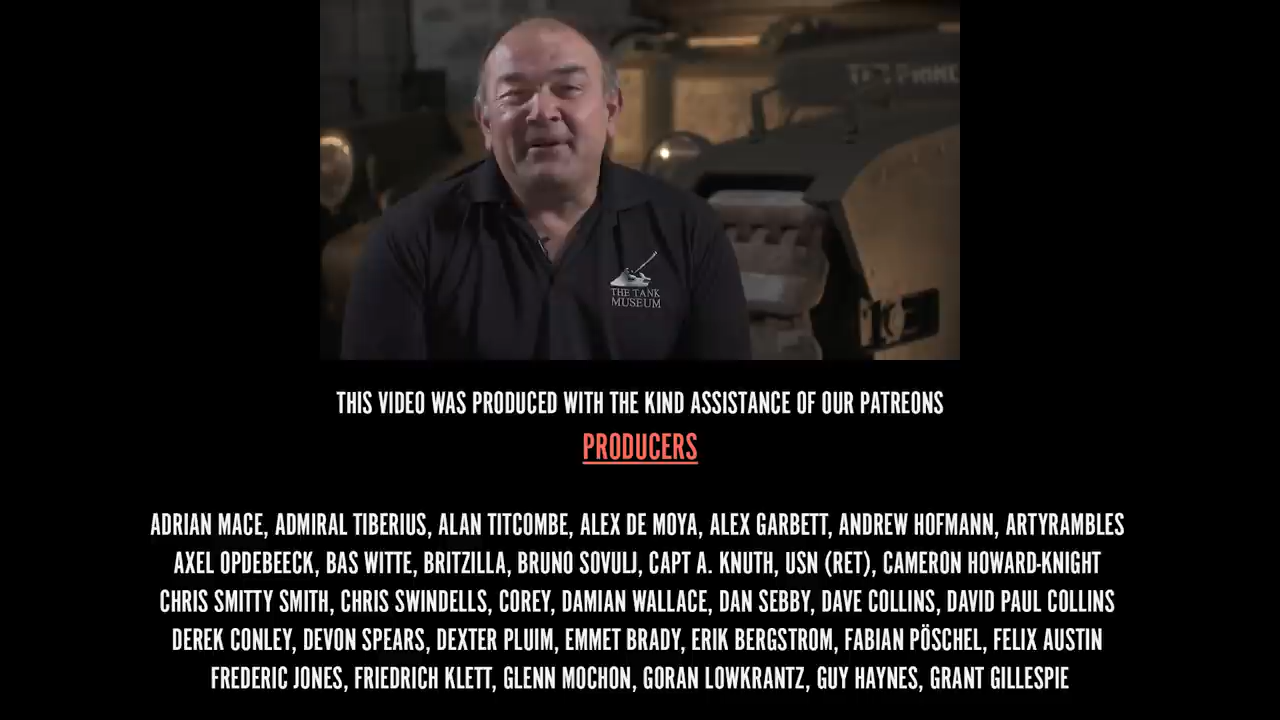 THE TANK
MUSEUM
THIS VIDEO WAS PRODUCED WITH THE KIND ASSISTANCE OF OUR PATREONS
PRODUCERS
ADRIAN MACE, ADMIRAL TIBERIUS, ALAN TITCOMBE, ALEX DE MOYA, ALEX GARBETT, ANDREW HOFMANN, ARTYRAMBLES
AXEL OPDEBEECK, BAS WITTE, BRITZILLA, BRUNO SOVULJ, CAPT A. KNUTH, USN (RET), CAMERON HOWARD-KNIGHT
CHRIS SMITTY SMITH, CHRIS SWINDELLS, COREY, DAMIAN WALLACE, DAN SEBBY, DAVE COLLINS, DAVID PAUL COLLINS
DEREK CONLEY, DEVON SPEARS, DEXTER PLUIM, EMMET BRADY, ERIK BERGSTROM, FABIAN PÖSCHEL, FELIX AUSTIN
FREDERIC JONES, FRIEDRICH KLETT, GLENN MOCHON, GORAN LOWKRANTZ, GUY HAYNES, GRANT GILLESPIE